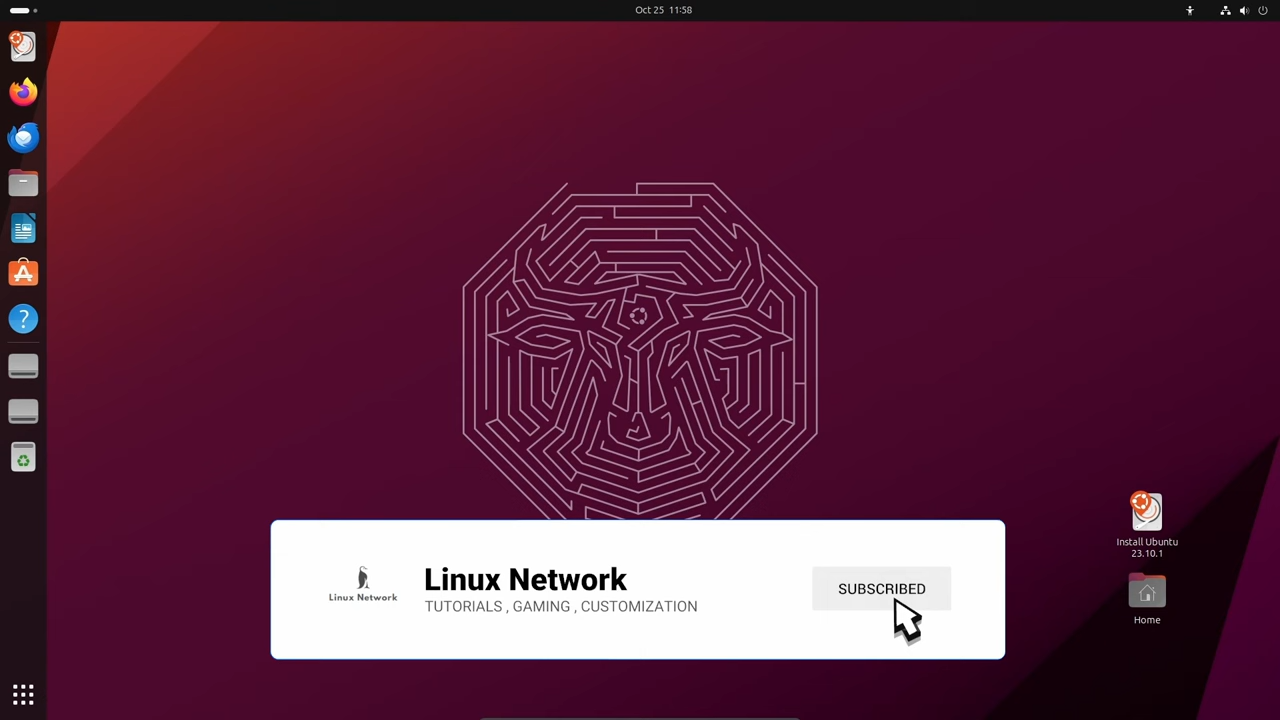 Oct 25 11:58
Install Ubuntu
23.10.1
Home
Linux Network
Linux Network
TUTORIALS , GAMING , CUSTOMIZATION
SUBSCRIBED